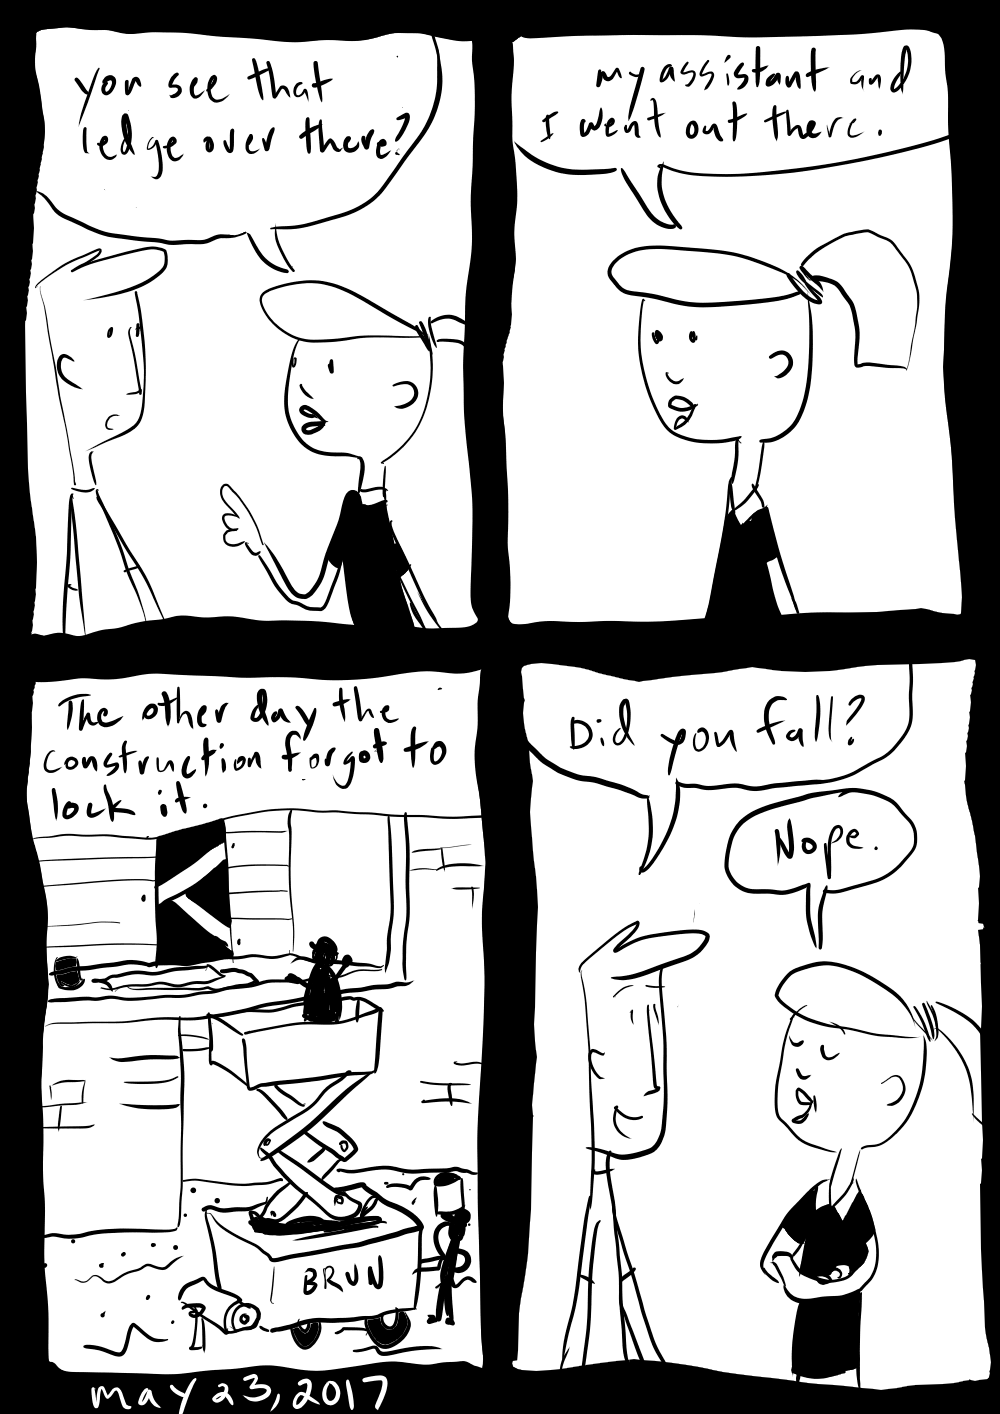 you see that
ledge over there?
my assistant and
I went out there.
The other day the
construction forgot to
lock it.
BRUN
Did you fall?
Nope.
may 23, 2017